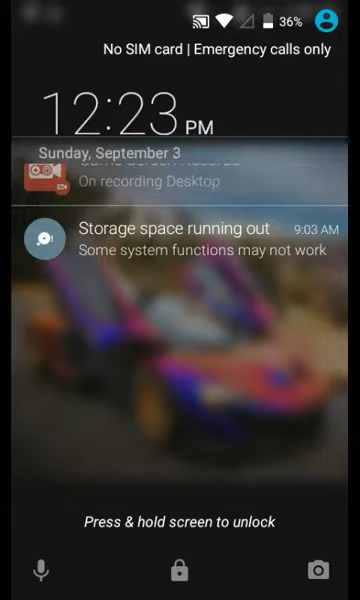 36%
No SIM card | Emergency calls only
12:23 PM
Sunday, September 3
On recording Desktop
Storage space running out 9:03 AM
Some system functions may not work
Press & hold screen to unlock